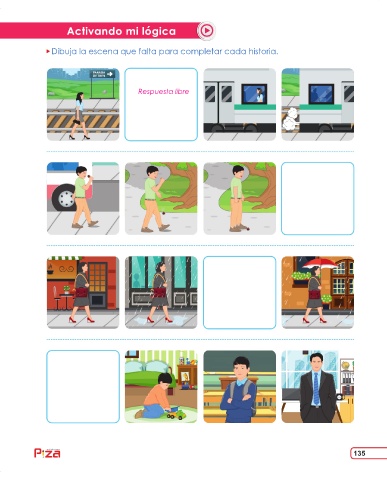 Activando mi lógica
Dibuja la escena que falta para completar cada historia.
Respuesta libre
PIZA
135